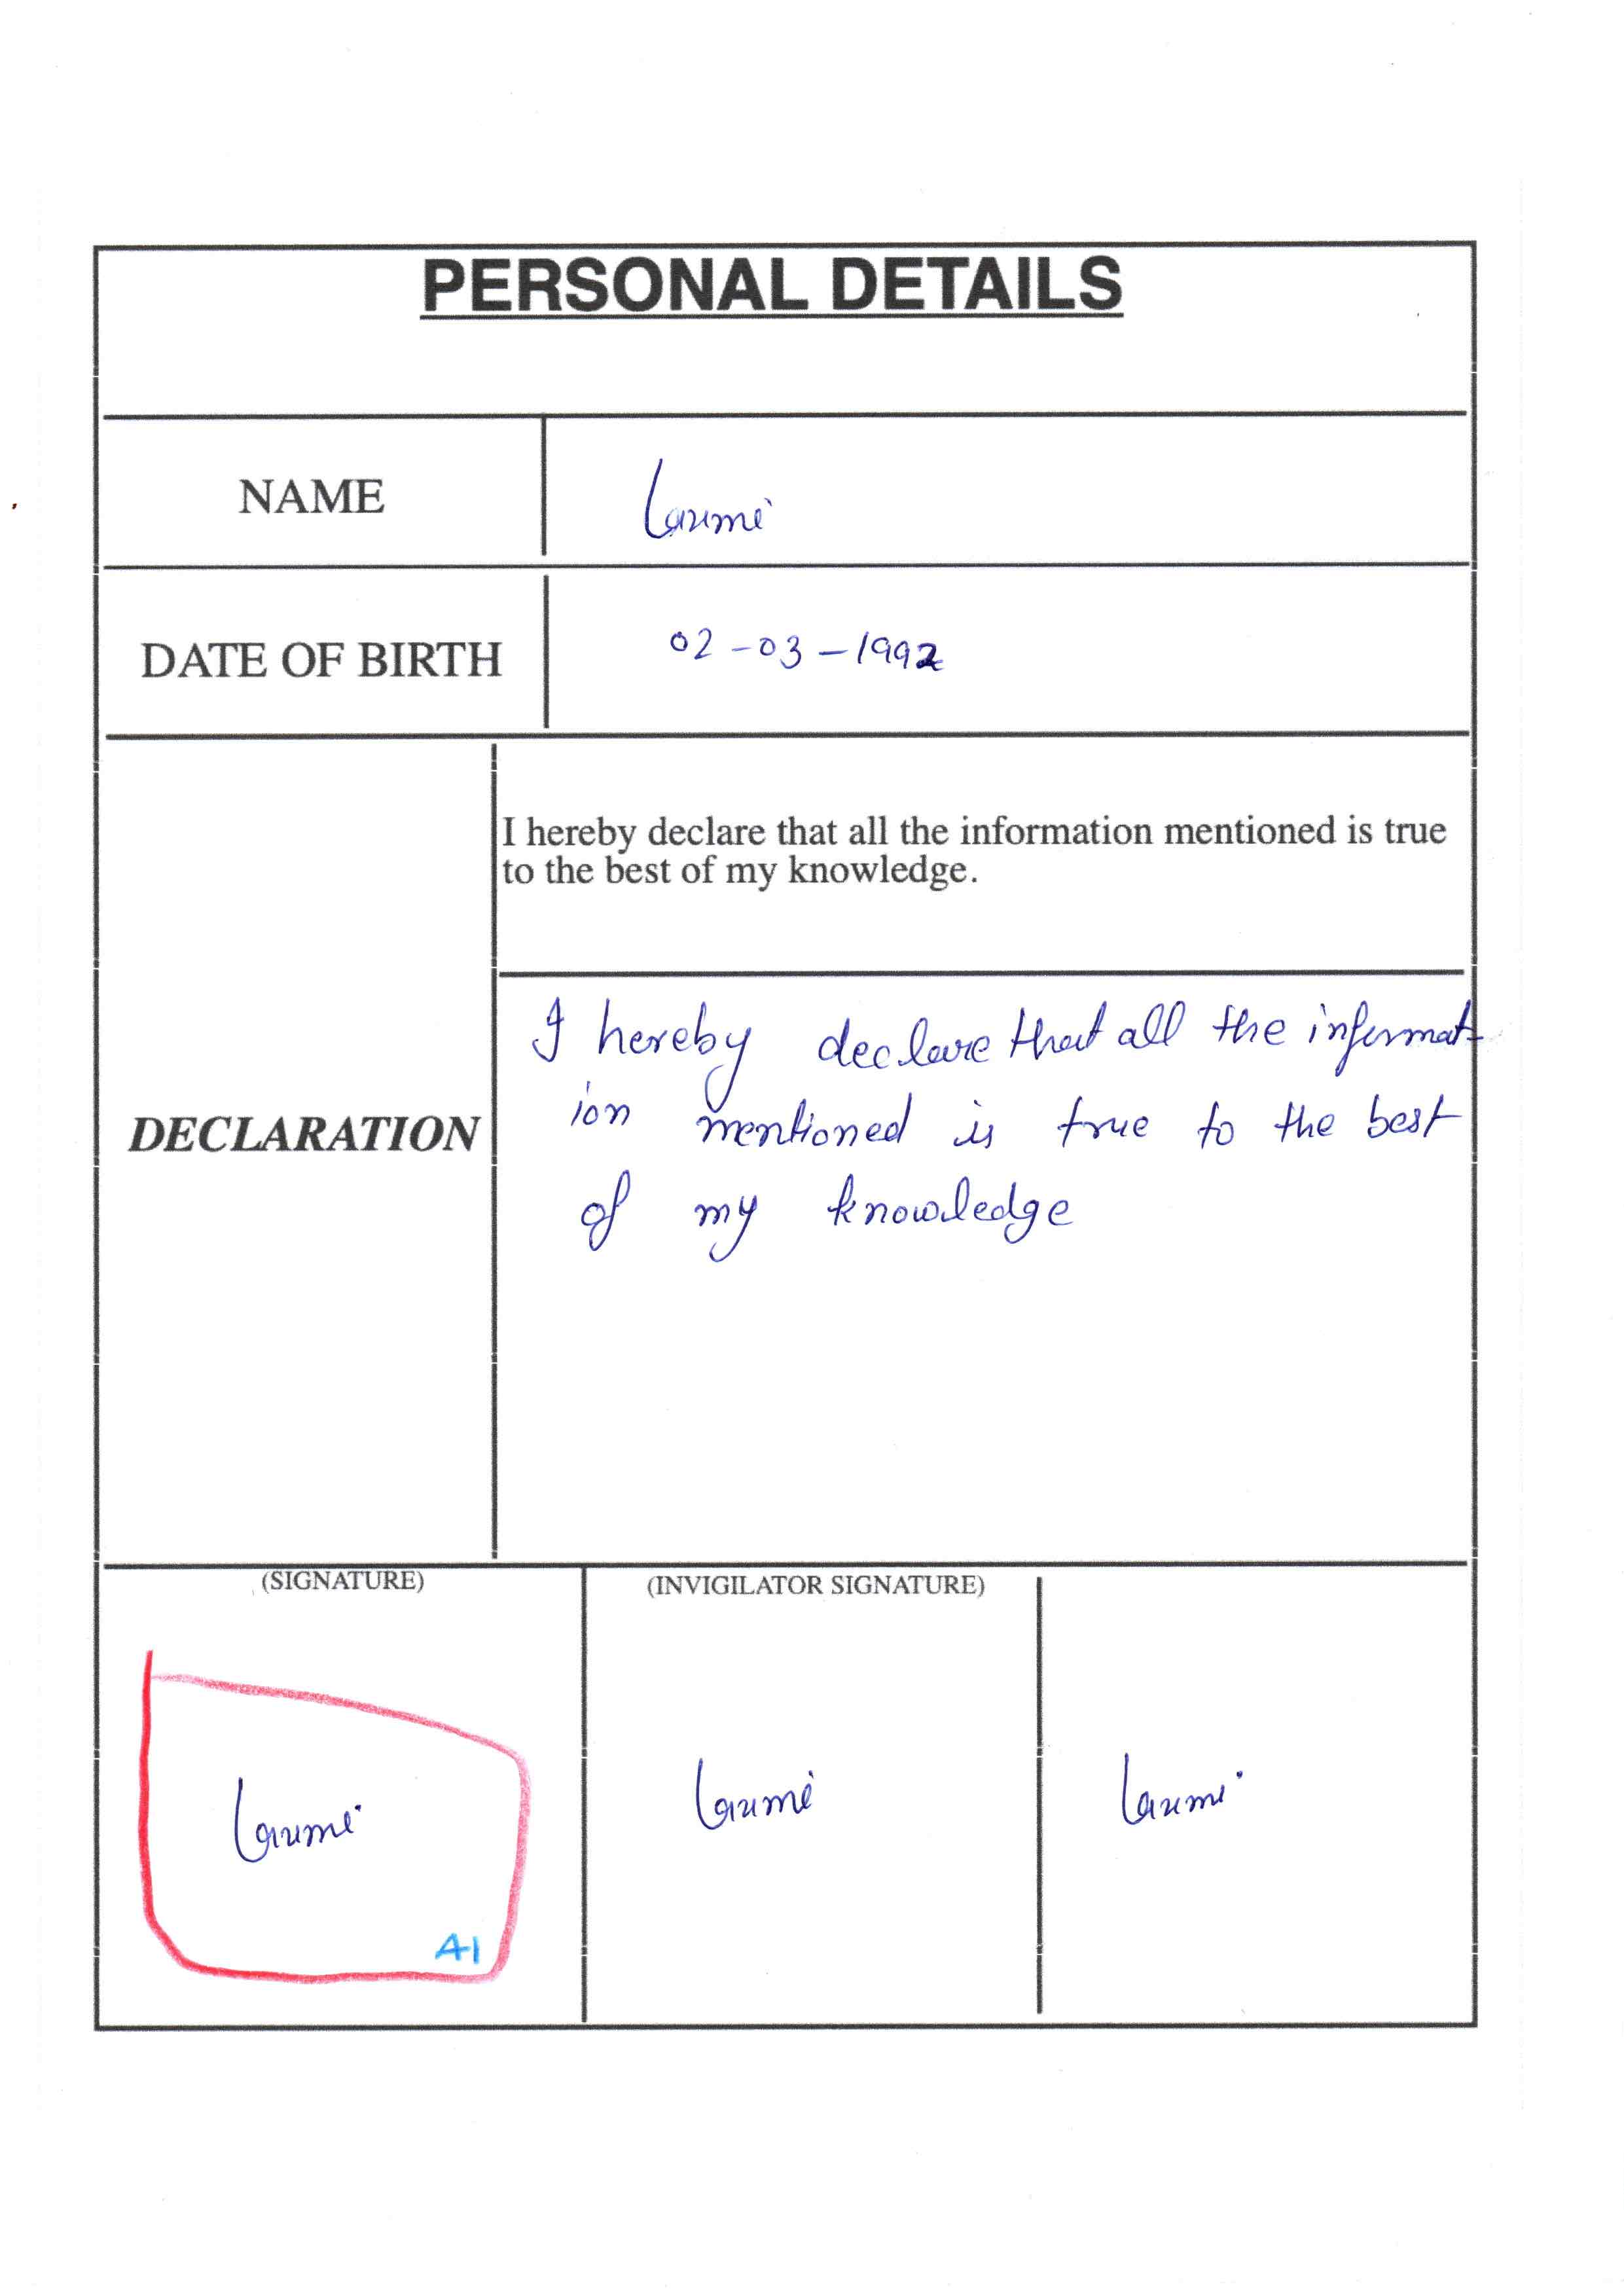 PERSONAL DETAILS
NAME
Laxmi
DATE OF BIRTH
02-03-1992
DECLARATION
I hereby declare that all the information mentioned is true
to the best of my knowledge.
I hereby declare that all the informat-
ion mentioned is true to the best
of my knowledge
(SIGNATURE)
(INVIGILATOR SIGNATURE)
Laxmi
Laxmi
Laxmi
A1